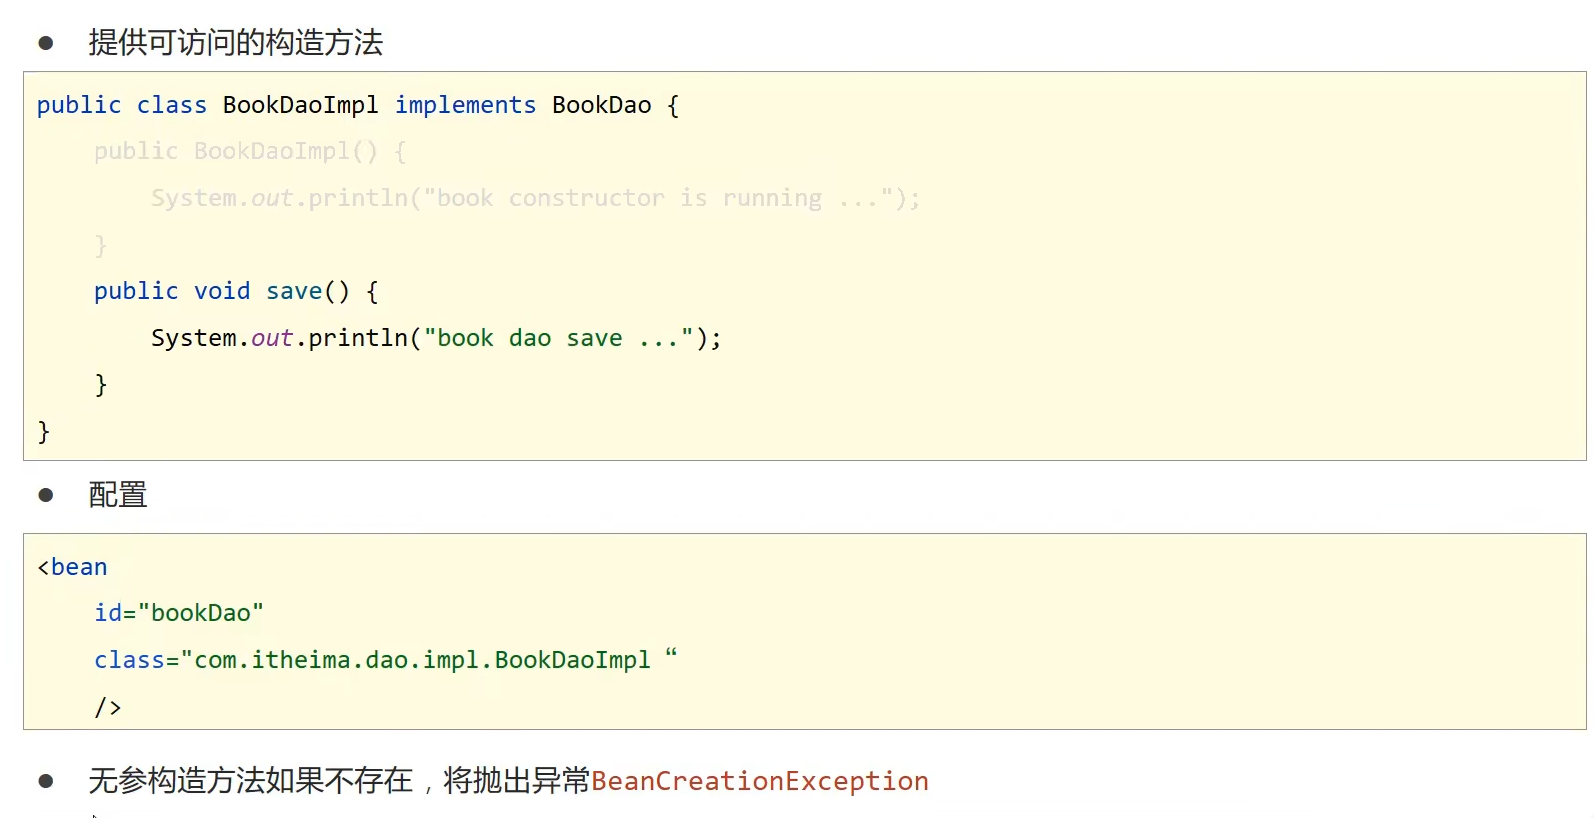 ● 提供可访问的构造方法
public class BookDaoImpl implements BookDao {
    public BookDaoImpl() {
        System.out.println("book constructor is running ...");
    }
    public void save() {
        System.out.println("book dao save ...");
    }
}
● 配置
<bean
    id="bookDao"
    class="com.itheima.dao.impl.BookDaoImpl “
    />
● 无参构造方法如果不存在，将抛出异常BeanCreationException